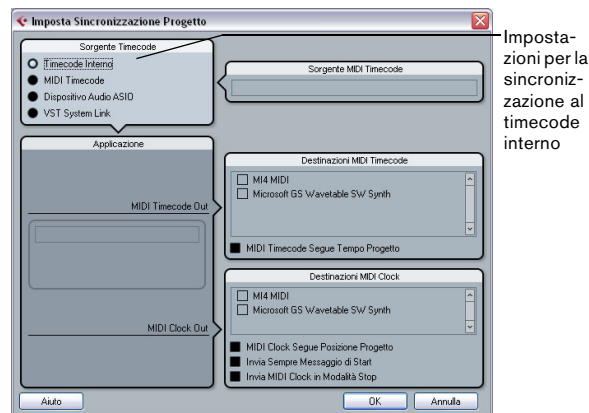 Imposta Sincronizzazione Progetto
Sorgente Timecode
Timecode Interno
MIDI Timecode
Dispositivo Audio ASIO
VST System Link
Sorgente MIDI Timecode
Applicazione
MIDI Timecode Out
MIDI Clock Out
Destinazioni MIDI Timecode
MI4 MIDI
Microsoft GS Wavetable SW Synth
MIDI Timecode Segue Tempo Progetto
Destinazioni MIDI Clock
MI4 MIDI
Microsoft GS Wavetable SW Synth
MIDI Clock Segue Posizione Progetto
Invia Sempre Messaggio di Start
Invia MIDI Clock in Modalità Stop
Aiuto
OK
Annulla
Imposta-
zioni per la
sincroniz-
zazione al
timecode
interno